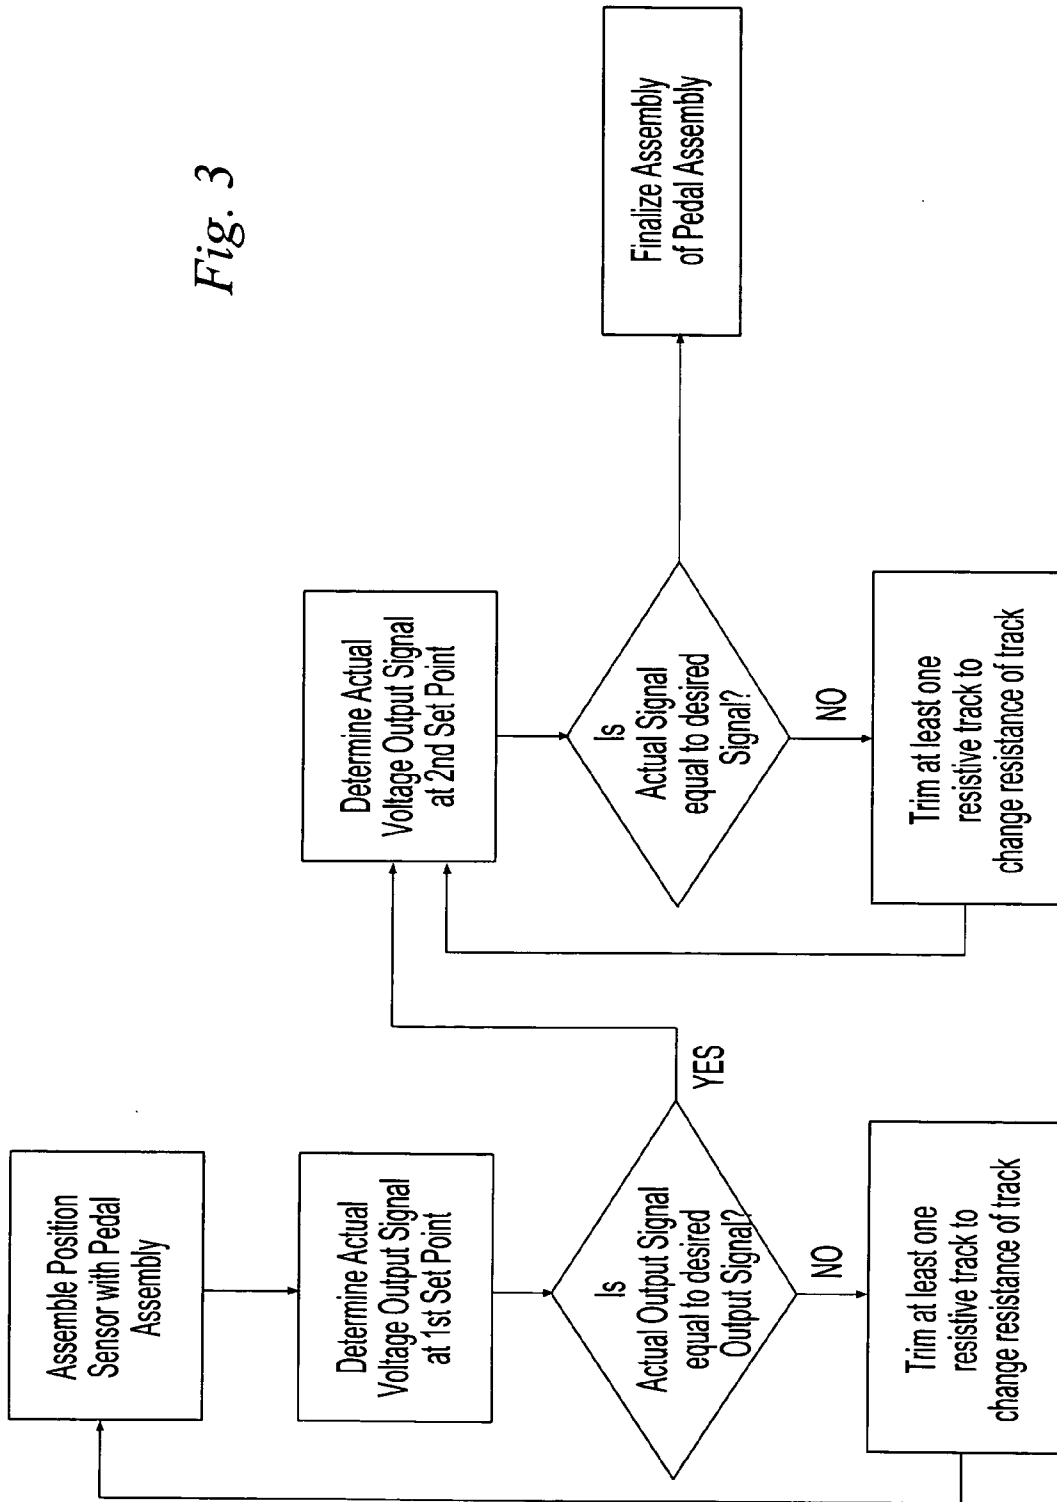 Fig. 3
Assemble Position
Sensor with Pedal
Assembly
Determine Actual
Voltage Output Signal
at 1st Set Point
Is
Actual Output Signal
equal to desired
Output Signal?
YES
NO
Trim at least one
resistive track to
change resistance of track
Determine Actual
Voltage Output Signal
at 2nd Set Point
Is
Actual Signal
equal to desired
Signal?
NO
Trim at least one
resistive track to
change resistance of track
Finalize Assembly
of Pedal Assembly